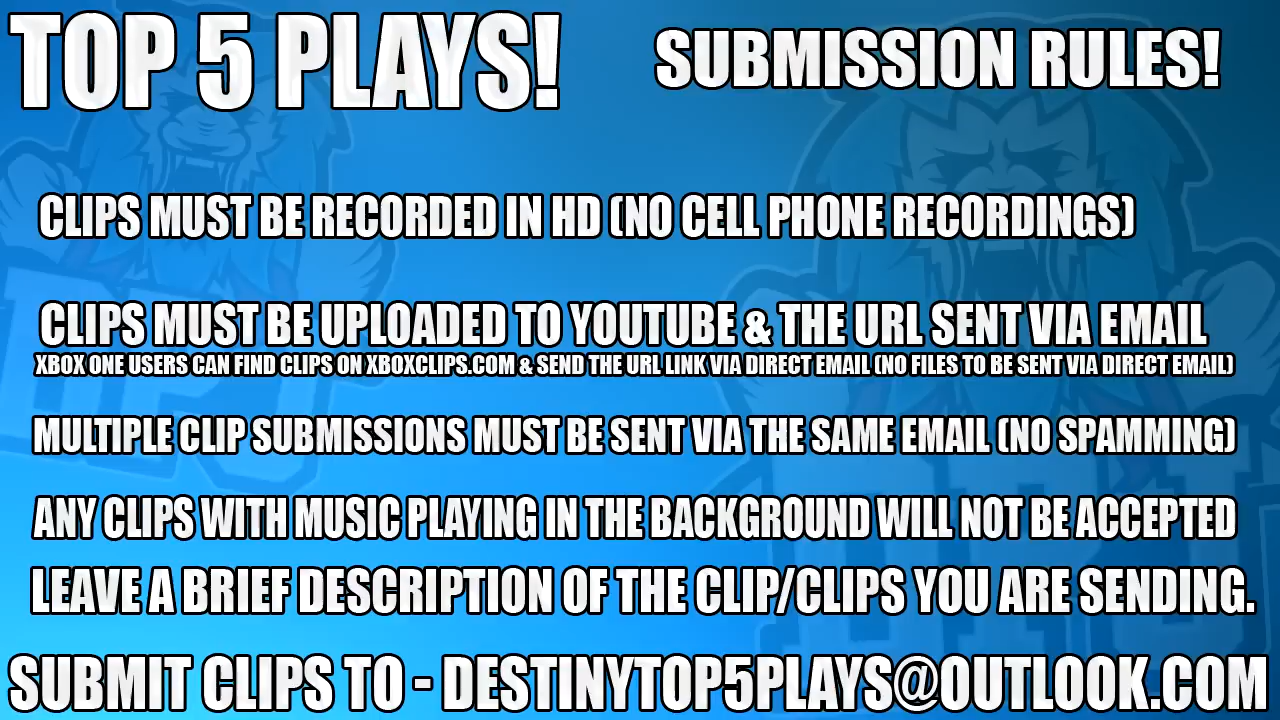 TOP 5 PLAYS!
SUBMISSION RULES!
CLIPS MUST BE RECORDED IN HD (NO CELL PHONE RECORDINGS)
CLIPS MUST BE UPLOADED TO YOUTUBE & THE URL SENT VIA EMAIL
XBOX ONE USERS CAN FIND CLIPS ON XBOXCLIPS.COM & SEND THE URL LINK VIA DIRECT EMAIL (NO FILES TO BE SENT VIA DIRECT EMAIL)
MULTIPLE CLIP SUBMISSIONS MUST BE SENT VIA THE SAME EMAIL (NO SPAMMING)
ANY CLIPS WITH MUSIC PLAYING IN THE BACKGROUND WILL NOT BE ACCEPTED
LEAVE A BRIEF DESCRIPTION OF THE CLIP/CLIPS YOU ARE SENDING.
SUBMIT CLIPS TO - DESTINYTOP5PLAYS@OUTLOOK.COM